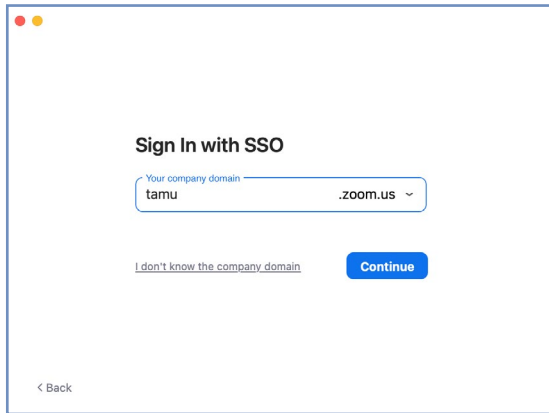 Sign In with SSO
Your company domain
tamu .zoom.us
I don't know the company domain Continue
< Back